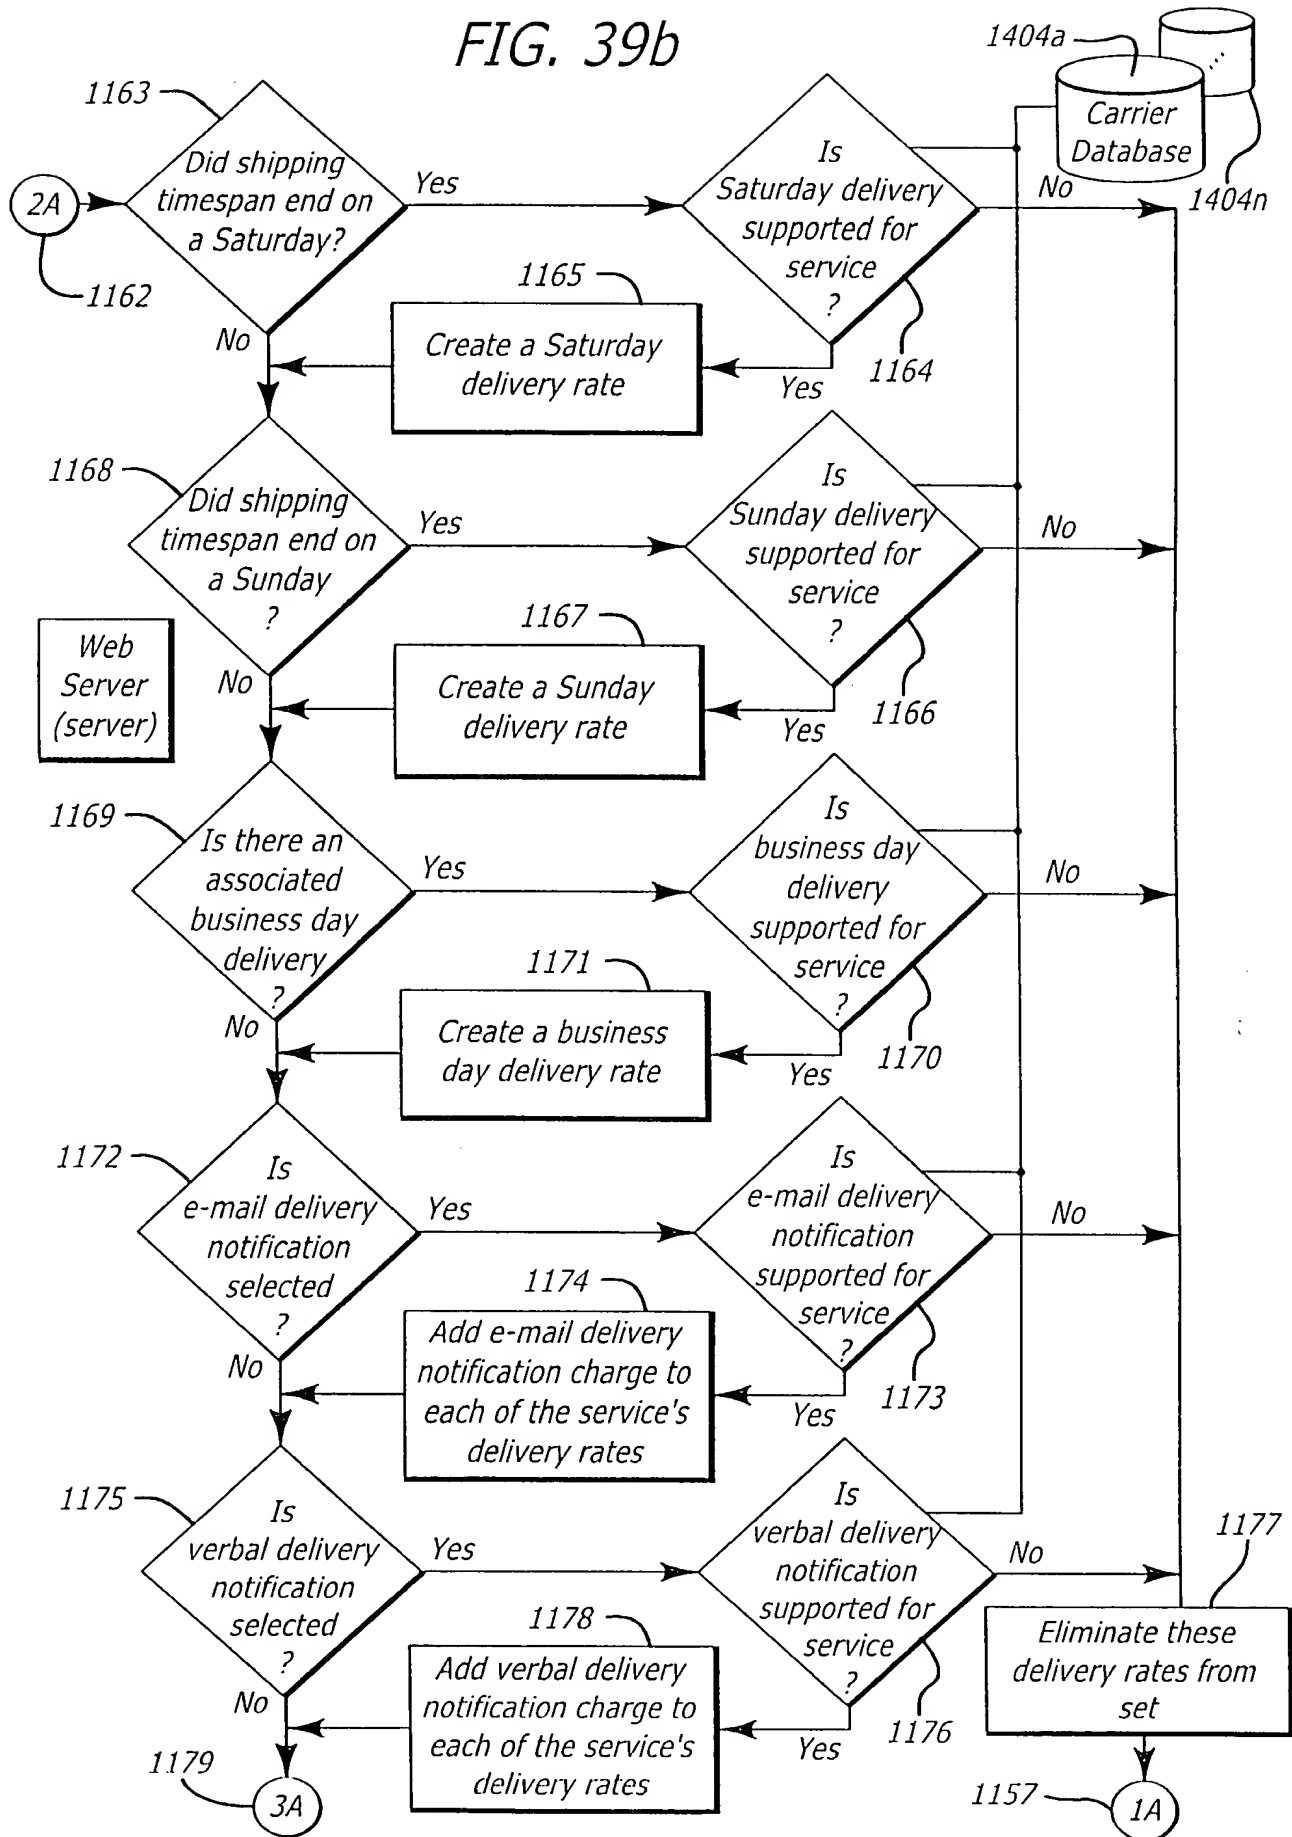 FIG. 39b
1404a
Carrier
Database
1404n
1163
Did shipping
timespan end on
a Saturday?
2A
1162
Yes
Is
Saturday delivery
supported for
service
?
No
1164
1165
Create a Saturday
delivery rate
Yes
No
1168
Did shipping
timespan end on
a Sunday
?
Yes
Is
Sunday delivery
supported for
service
?
No
1166
1167
Create a Sunday
delivery rate
Yes
No
Web
Server
(server)
1169
Is there an
associated
business day
delivery
?
Yes
Is
business day
delivery
supported for
service
?
No
1170
1171
Create a business
day delivery rate
Yes
No
1172
Is
e-mail delivery
notification
selected
?
Yes
Is
e-mail delivery
notification
supported for
service
?
No
1173
1174
Add e-mail delivery
notification charge to
each of the service's
delivery rates
Yes
No
1175
Is
verbal delivery
notification
selected
?
Yes
Is
verbal delivery
notification
supported for
service
?
No
1176
1177
Eliminate these
delivery rates from
set
1178
Add verbal delivery
notification charge to
each of the service's
delivery rates
Yes
No
1179
3A
1157
1A